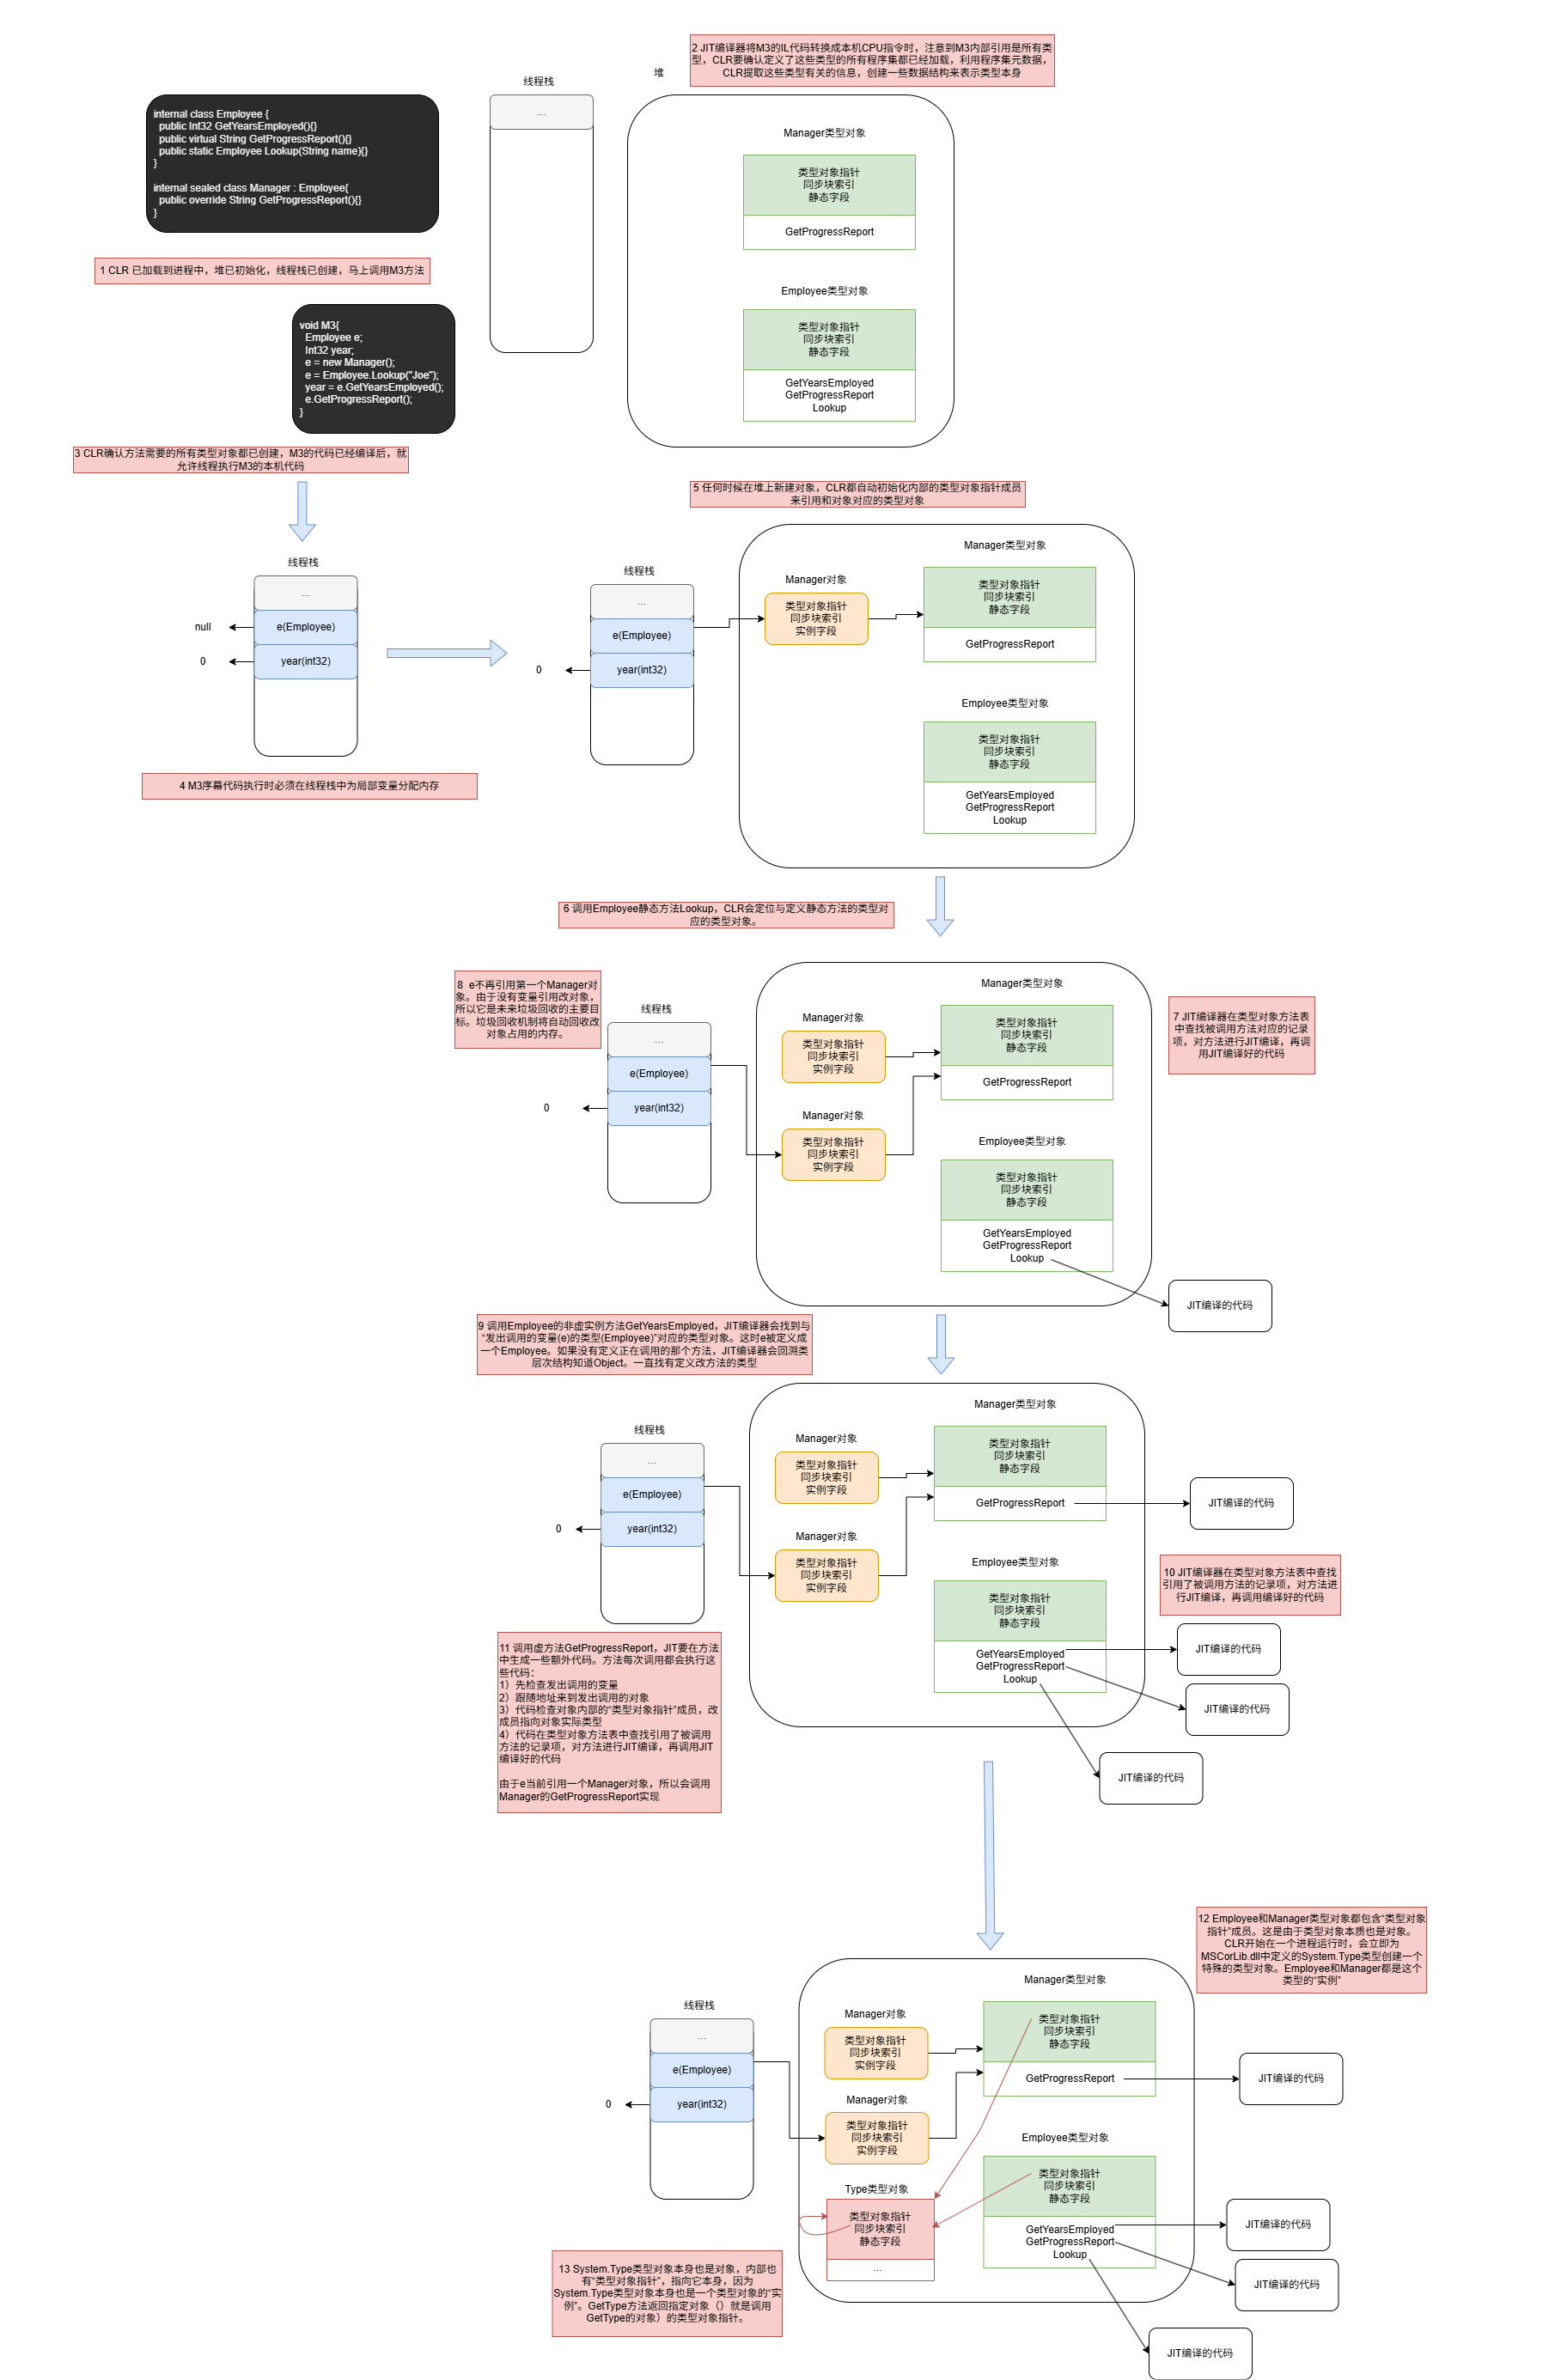 2 JIT编译器将M3的IL代码转换成本机CPU指令时，注意到M3内部引用是所有类
型，CLR要确认定义了这些类型的所有程序集都已经加载，利用程序集元数据，
CLR提取这些类型有关的信息，创建一些数据结构来表示类型本身
线程栈
堆
...
internal class Employee {
public Int32 GetYearsEmployed(){}
public virtual String GetProgressReport(){}
public static Employee Lookup(String name){}
}
internal sealed class Manager : Employee{
public override String GetProgressReport(){}
}
Manager类型对象
类型对象指针
同步块索引
静态字段
GetProgressReport
Employee类型对象
类型对象指针
同步块索引
静态字段
GetYearsEmployed
GetProgressReport
Lookup
1 CLR 已加载到进程中，堆已初始化，线程栈已创建，马上调用M3方法
void M3{
Employee e;
Int32 year;
e = new Manager();
e = Employee.Lookup("Joe");
year = e.GetYearsEmployed();
e.GetProgressReport();
}
3 CLR确认方法需要的所有类型对象都已创建，M3的代码已经编译后，就
允许线程执行M3的本机代码
5 任何时候在堆上新建对象，CLR都自动初始化内部的类型对象指针成员
来引用和对象对应的类型对象
线程栈
...
null
e(Employee)
0
year(int32)
4 M3序幕代码执行时必须在线程栈中为局部变量分配内存
线程栈
...
e(Employee)
0
year(int32)
Manager对象
类型对象指针
同步块索引
实例字段
Manager类型对象
类型对象指针
同步块索引
静态字段
GetProgressReport
Employee类型对象
类型对象指针
同步块索引
静态字段
GetYearsEmployed
GetProgressReport
Lookup
6 调用Employee静态方法Lookup，CLR会定位与定义静态方法的类型对
应的类型对象。
8 e不再引用第一个Manager对
象。由于没有变量引用改对象，
所以它是未来垃圾回收的主要目
标。垃圾回收机制将自动回收改
对象占用的内存。
线程栈
...
e(Employee)
0
year(int32)
Manager对象
类型对象指针
同步块索引
实例字段
Manager对象
类型对象指针
同步块索引
实例字段
Manager类型对象
类型对象指针
同步块索引
静态字段
GetProgressReport
Employee类型对象
类型对象指针
同步块索引
静态字段
GetYearsEmployed
GetProgressReport
Lookup
7 JIT编译器在类型对象方法表
中查找被调用方法对应的记录
项，对方法进行JIT编译，再调
用JIT编译好的代码
JIT编译的代码
9 调用Employee的非虚实例方法GetYearsEmployed，JIT编译器会找到与
“发出调用的变量(e)的类型(Employee)”对应的类型对象。这时e被定义成
一个Employee。如果没有定义正在调用的那个方法，JIT编译器会回溯类
层次结构知道Object。一直找有定义改方法的类型
线程栈
...
e(Employee)
0
year(int32)
Manager对象
类型对象指针
同步块索引
实例字段
Manager对象
类型对象指针
同步块索引
实例字段
Manager类型对象
类型对象指针
同步块索引
静态字段
GetProgressReport
JIT编译的代码
Employee类型对象
类型对象指针
同步块索引
静态字段
GetYearsEmployed
GetProgressReport
Lookup
10 JIT编译器在类型对象方法表中查找
引用了被调用方法的记录项，对方法进
行JIT编译，再调用编译好的代码
JIT编译的代码
JIT编译的代码
JIT编译的代码
11 调用虚方法GetProgressReport，JIT要在方法
中生成一些额外代码。方法每次调用都会执行这
些代码：
1）先检查发出调用的变量
2）跟随地址来到发出调用的对象
3）代码检查对象内部的“类型对象指针”成员，改
成员指向对象实际类型
4）代码在类型对象方法表中查找引用了被调用
方法的记录项，对方法进行JIT编译，再调用JIT
编译好的代码
由于e当前引用一个Manager对象，所以会调用
Manager的GetProgressReport实现
12 Employee和Manager类型对象都包含“类型对象
指针”成员。这是由于类型对象本质也是对象。
CLR开始在一个进程运行时，会立即为
MSCorLib.dll中定义的System.Type类型创建一个
特殊的类型对象。Employee和Manager都是这个
类型的“实例”
线程栈
...
e(Employee)
0
year(int32)
Manager对象
类型对象指针
同步块索引
实例字段
Manager对象
类型对象指针
同步块索引
实例字段
Type类型对象
类型对象指针
同步块索引
静态字段
...
Manager类型对象
类型对象指针
同步块索引
静态字段
GetProgressReport
JIT编译的代码
Employee类型对象
类型对象指针
同步块索引
静态字段
GetYearsEmployed
GetProgressReport
Lookup
JIT编译的代码
JIT编译的代码
JIT编译的代码
13 System.Type类型对象本身也是对象，内部也
有“类型对象指针”，指向它本身，因为
System.Type类型对象本身也是一个类型对象的“实
例”。GetType方法返回指定对象（）就是调用
GetType的对象）的类型对象指针。